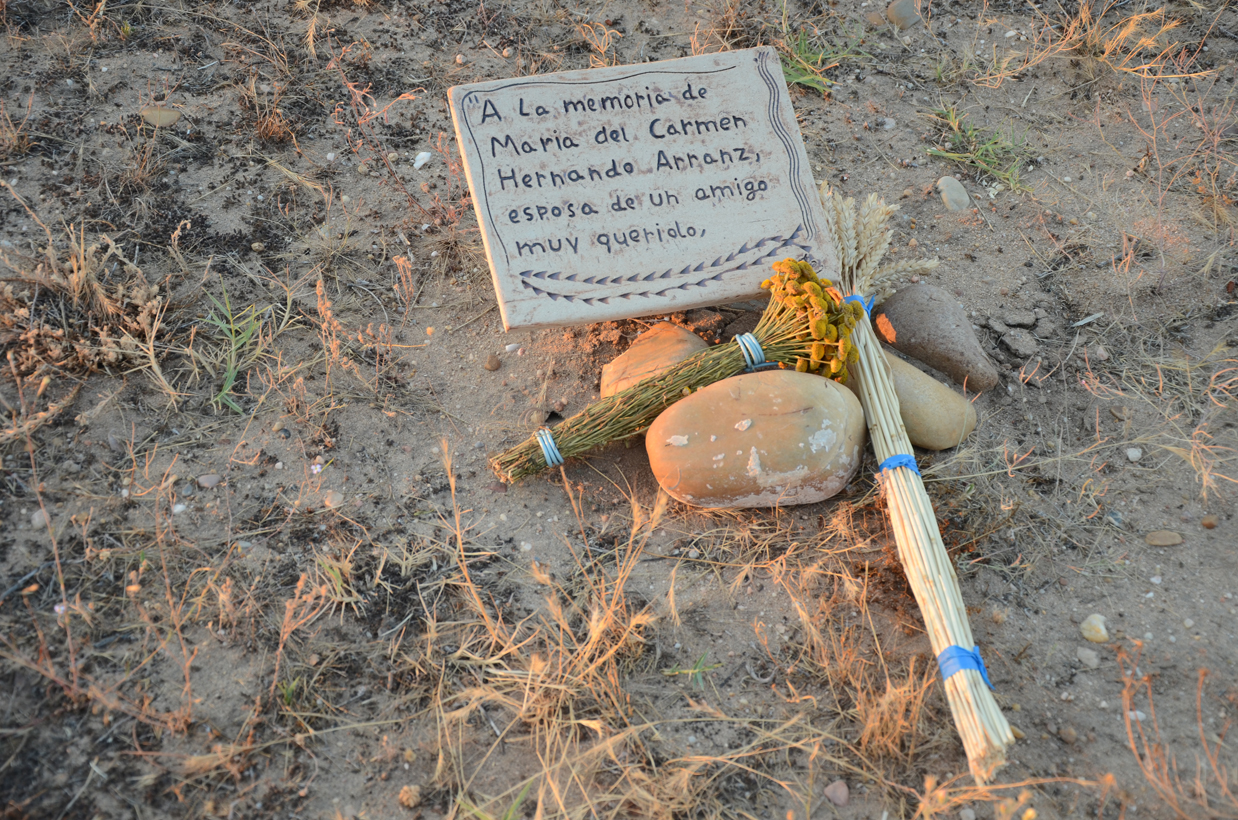 "A La memoria de
Maria del Carmen
Hernando Arranz,
esposa de un amigo
muy querido,